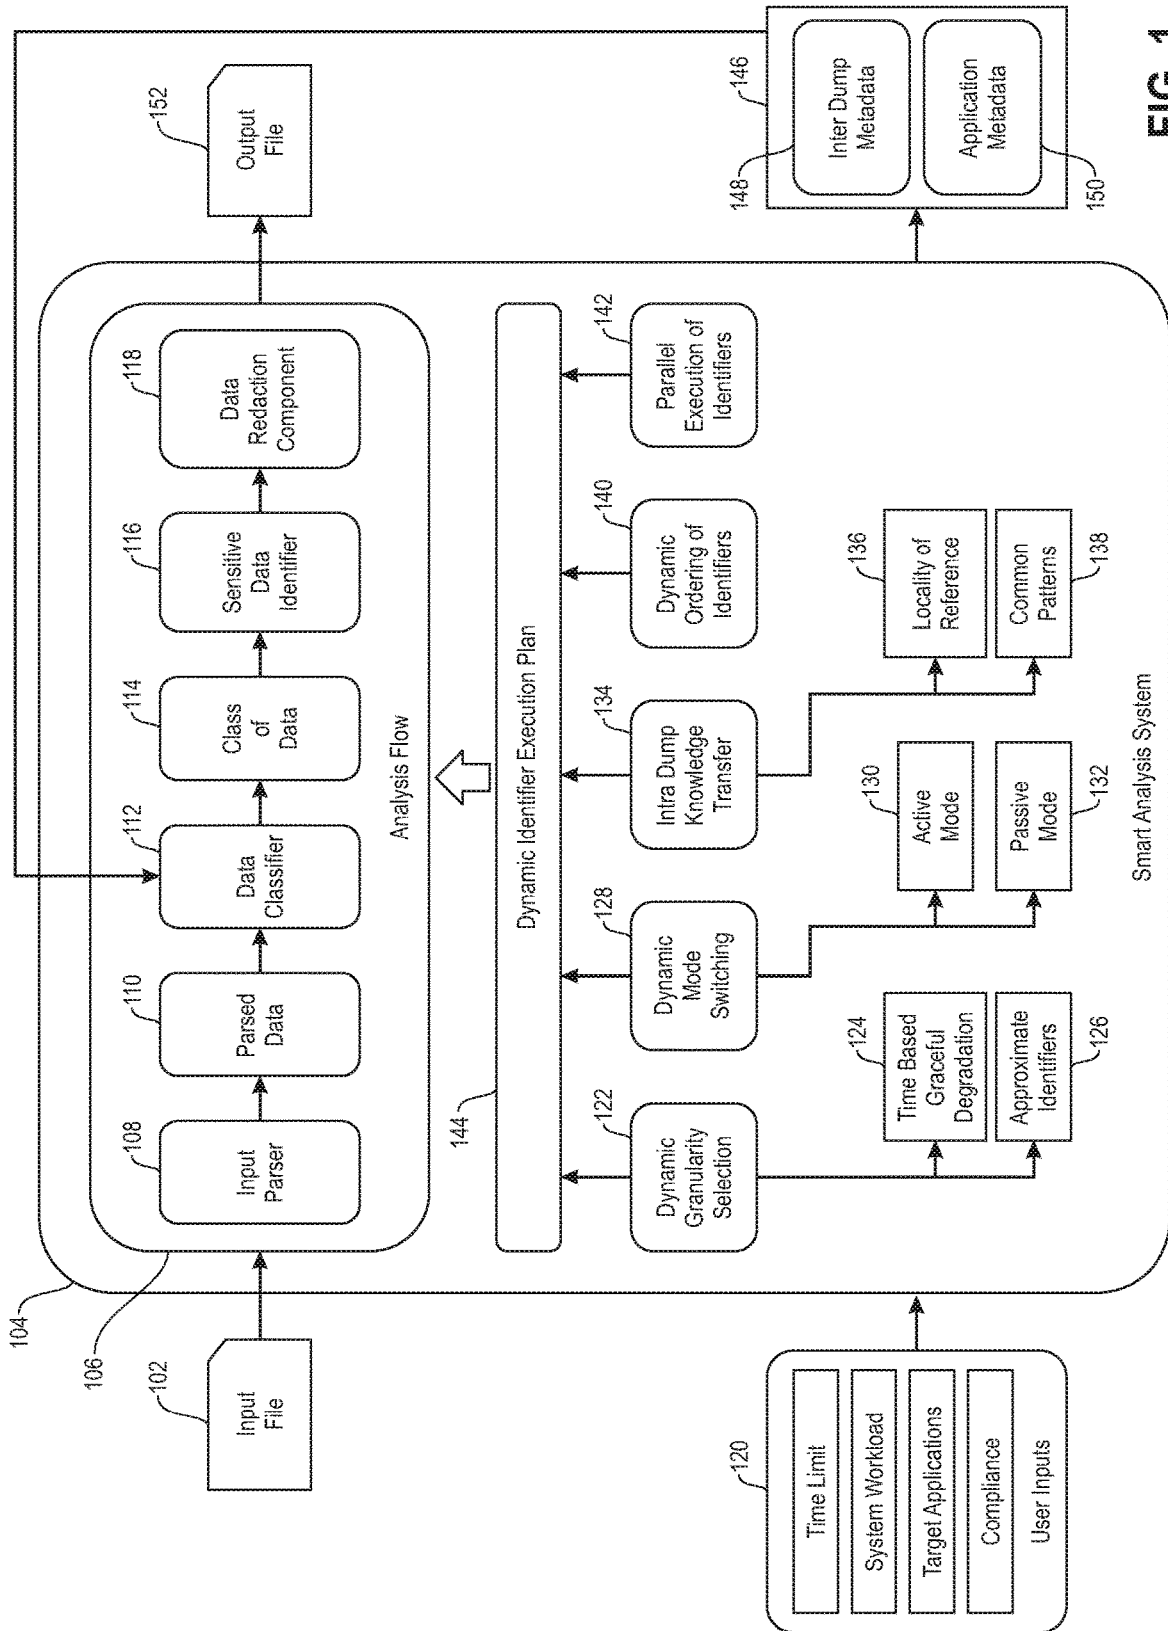 104
106
102
Input
File
108
Input
Parser
110
Parsed
Data
112
Data
Classifier
114
Class
of
Data
116
Sensitive
Data
Identifier
118
Data
Redaction
Component
Analysis Flow
152
Output
File
144
Dynamic Identifier Execution Plan
122
Dynamic
Granularity
Selection
128
Dynamic
Mode
Switching
134
Intra Dump
Knowledge
Transfer
140
Dynamic
Ordering of
Identifiers
142
Parallel
Execution of
Identifiers
124
Time Based
Graceful
Degradation
126
Approximate
Identifiers
130
Active
Mode
132
Passive
Mode
136
Locality of
Reference
138
Common
Patterns
Smart Analysis System
120
Time Limit
System Workload
Target Applications
Compliance
User Inputs
146
148
Inter Dump
Metadata
150
Application
Metadata
FIG. 1